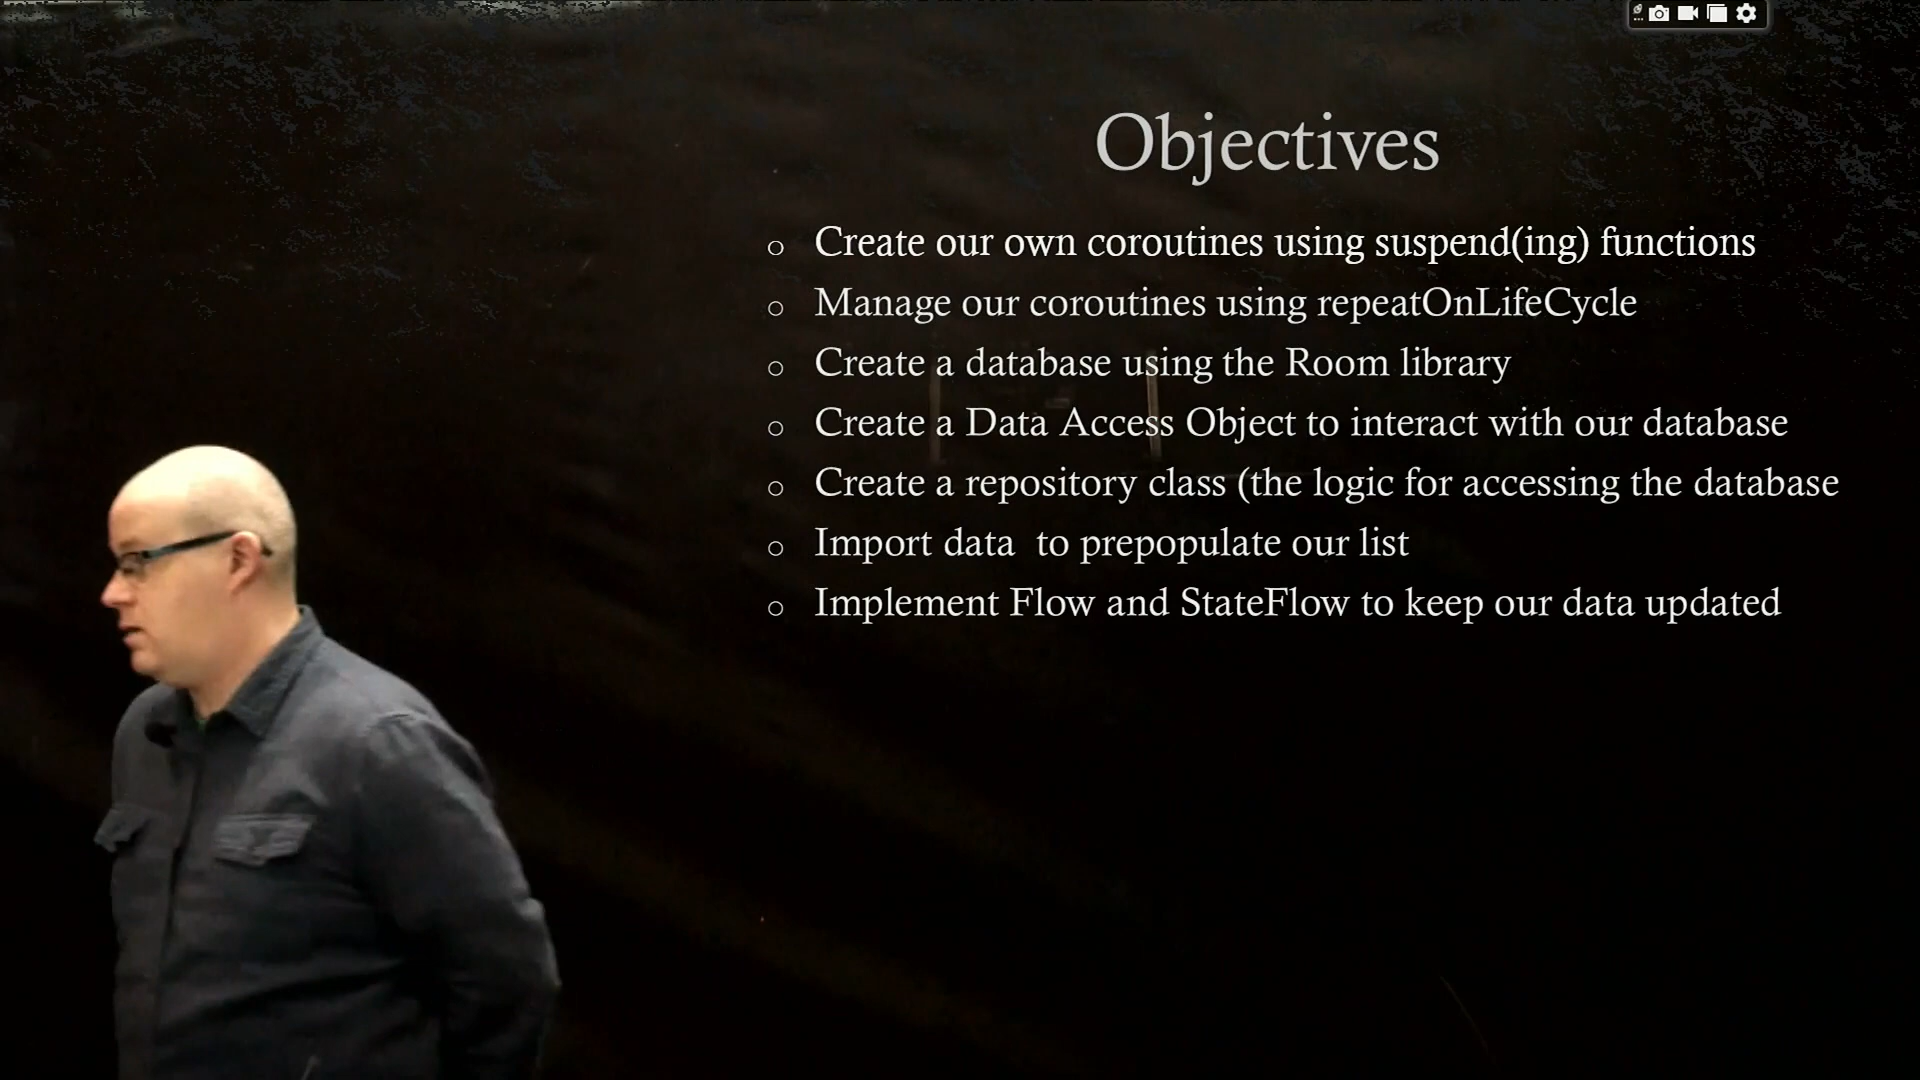 Objectives
Create our own coroutines using suspend(ing) functions
Manage our coroutines using repeatOnLifeCycle
Create a database using the Room library
Create a Data Access Object to interact with our database
Create a repository class (the logic for accessing the database
Import data  to prepopulate our list
Implement Flow and StateFlow to keep our data updated